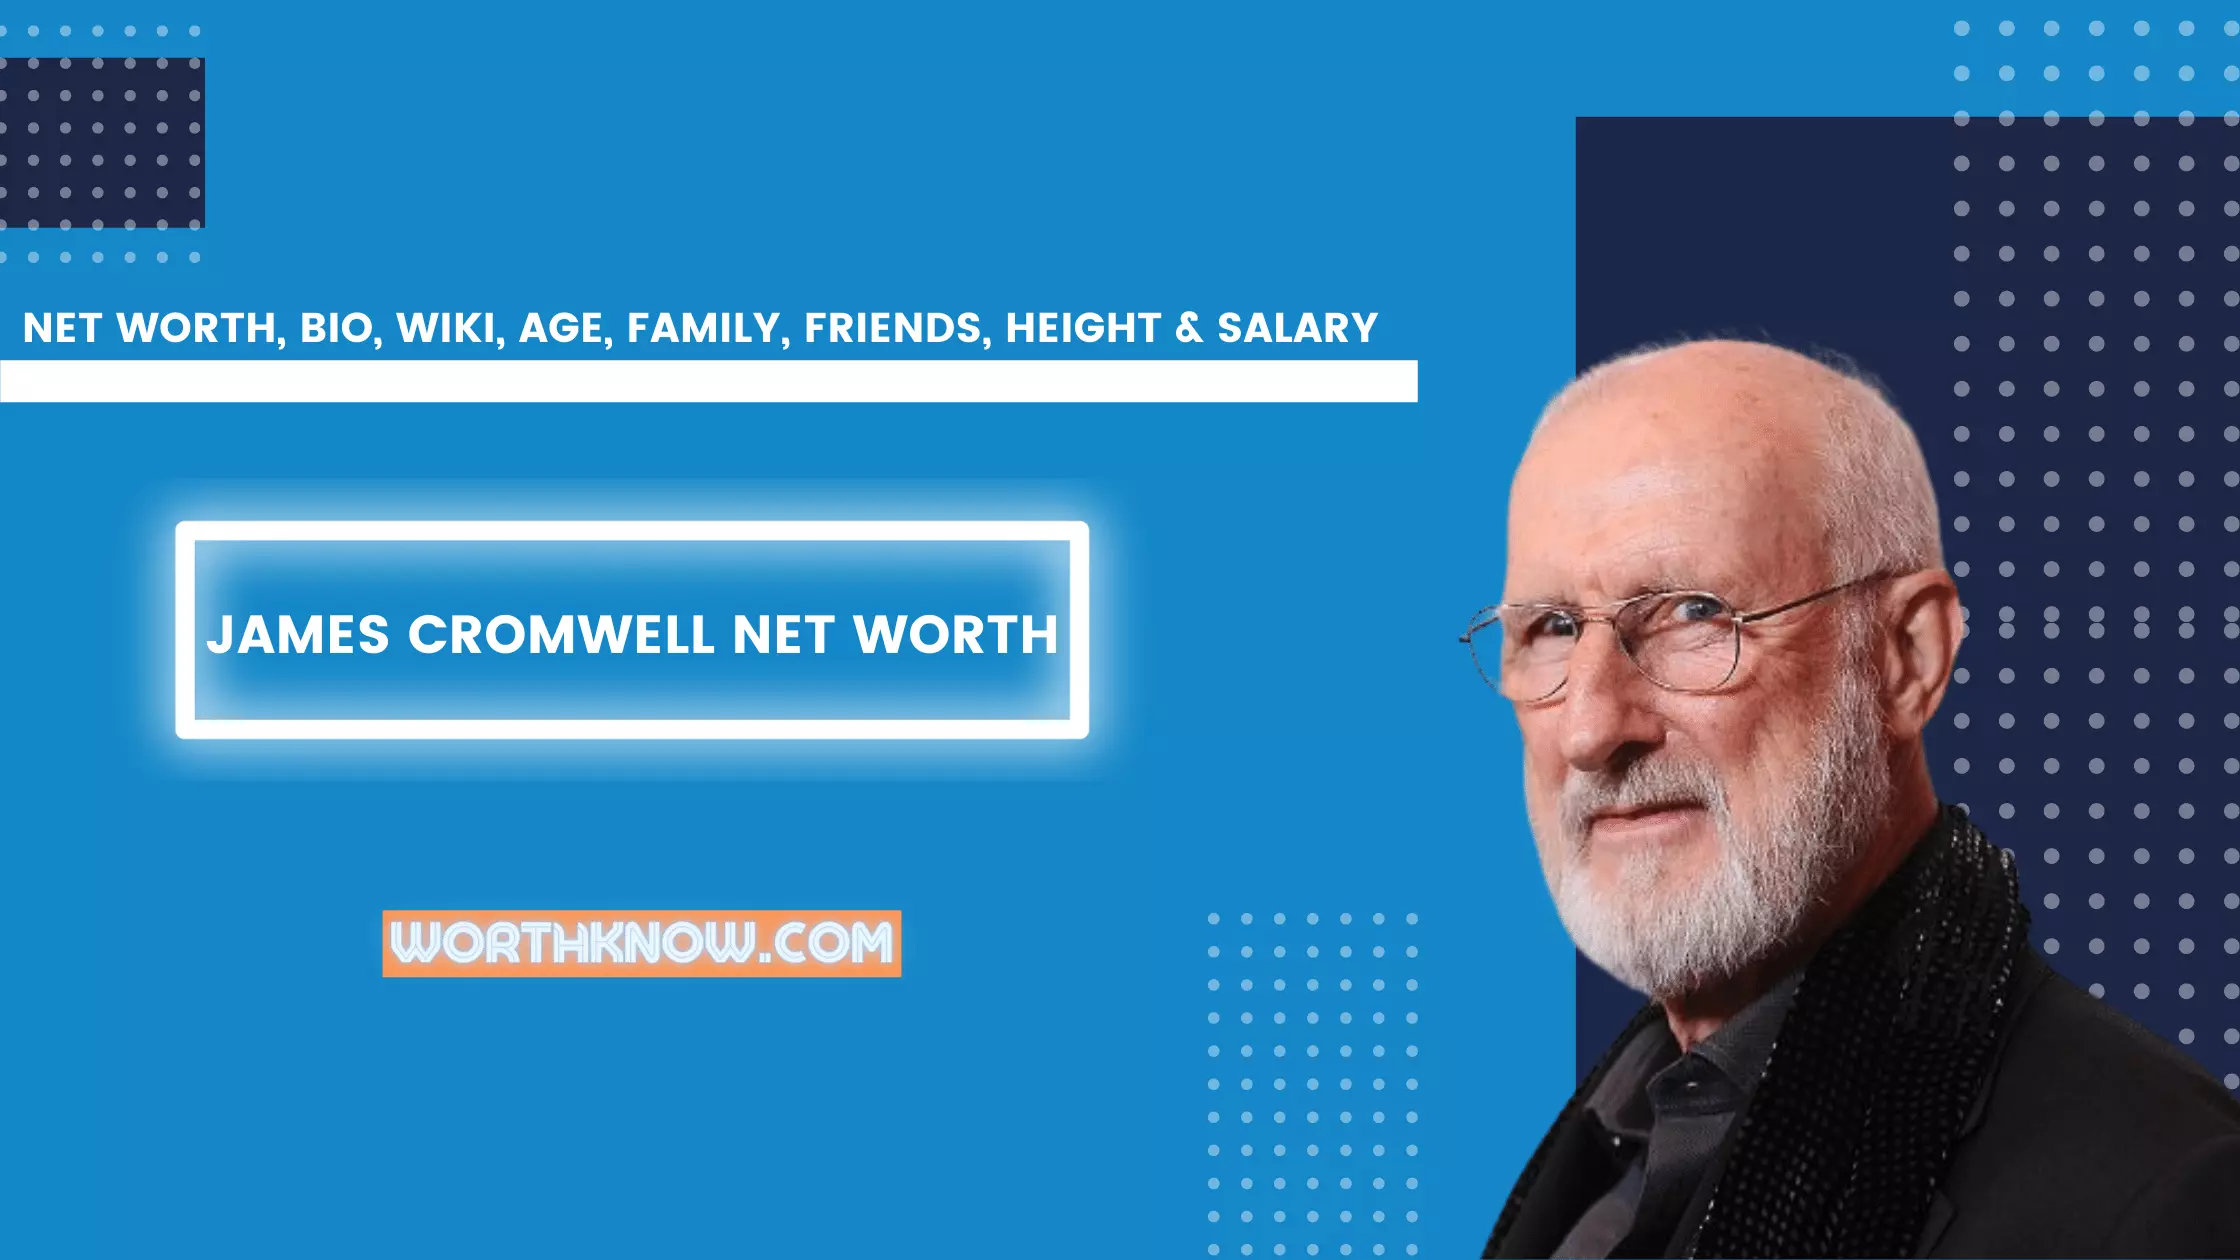 NET WORTH, BIO, WIKI, AGE, FAMILY, FRIENDS, HEIGHT & SALARY
JAMES CROMWELL NET WORTH
WORTHKNOW.COM